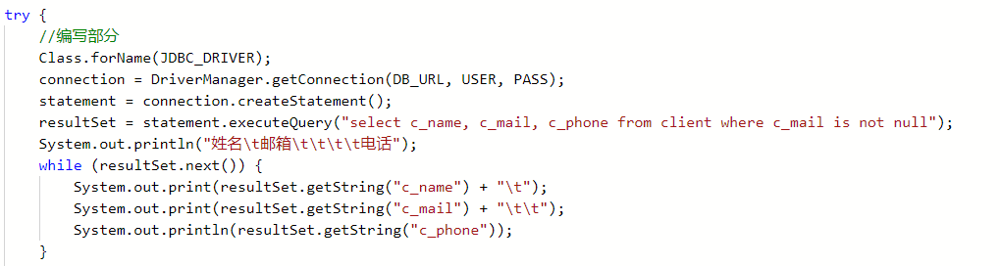 try {
//编写部分
Class.forName(JDBC_DRIVER);
connection = DriverManager.getConnection(DB_URL, USER, PASS);
statement = connection.createStatement();
resultSet = statement.executeQuery("select c_name, c_mail, c_phone from client where c_mail is not null");
System.out.println("姓名\t邮箱\t\t\t\t电话");
while (resultSet.next()) {
System.out.print(resultSet.getString("c_name") + "\t");
System.out.print(resultSet.getString("c_mail") + "\t\t");
System.out.println(resultSet.getString("c_phone"));
}